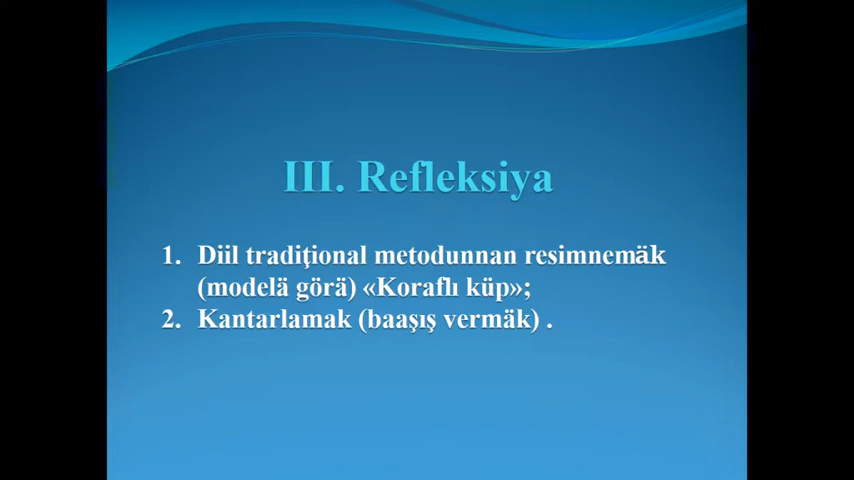 III. Refleksiya
1. Diil tradiţional metodunnan resimnemäk
(modelä görä) «Koraflı küp»;
2. Kantarlamak (baaşış vermäk) .